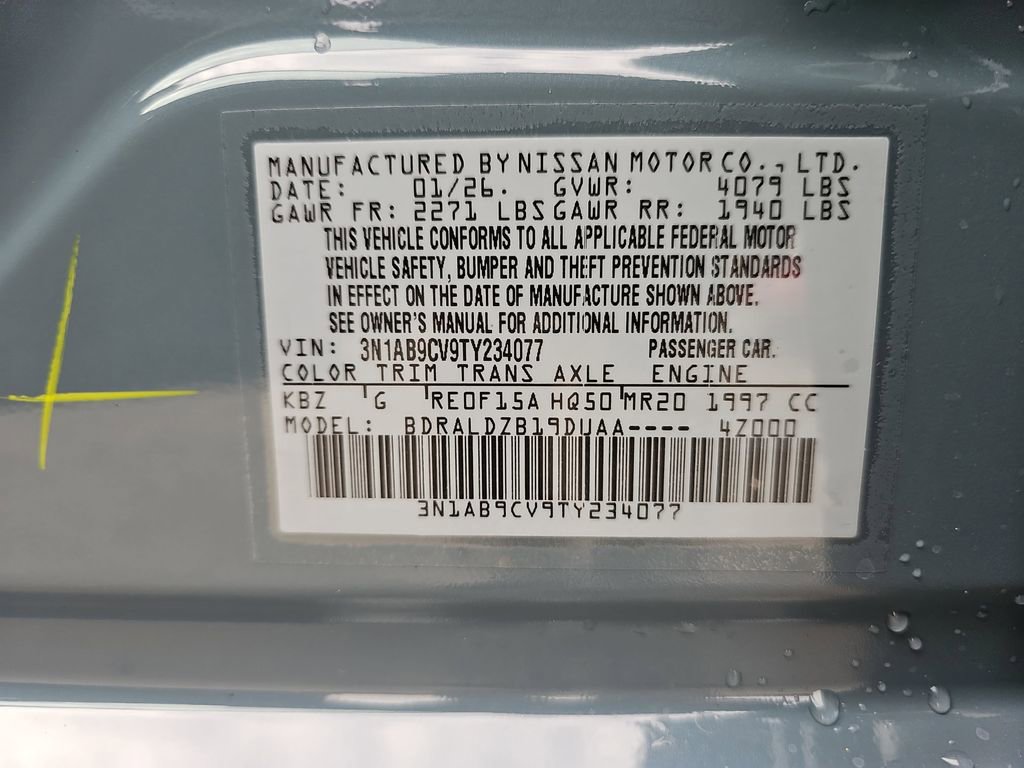 MANUFACTURED BY NISSAN MOTOR CO., LTD.
DATE: 01/26. GVWR: 4079 LBS
GAWR FR: 2271 LBS GAWR RR: 1940 LBS
THIS VEHICLE CONFORMS TO ALL APPLICABLE FEDERAL MOTOR
VEHICLE SAFETY, BUMPER AND THEFT PREVENTION STANDARDS
IN EFFECT ON THE DATE OF MANUFACTURE SHOWN ABOVE.
SEE OWNER'S MANUAL FOR ADDITIONAL INFORMATION.
VIN: 3N1AB9CV9TY234077 PASSENGER CAR.
COLOR TRIM TRANS AXLE ENGINE
KBZ G RE0F15A HQ50 MR20 1997 CC
MODEL: BDRALDZB19DUAA---- 4Z000
3N1AB9CV9TY234077